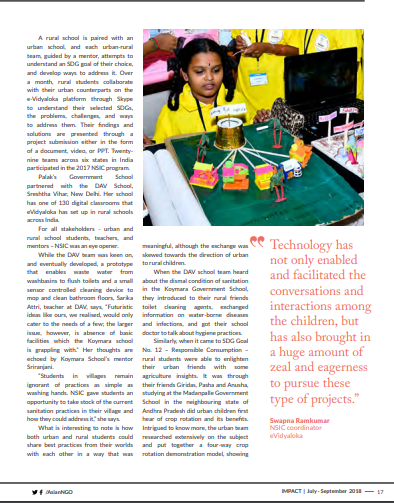 A rural school is paired with an
urban school, and each urban-rural
team, guided by a mentor, attempts to
understand an SDG goal of their choice,
and develop ways to address it. Over
a month, rural students collaborate
with their urban counterparts on the
e-Vidyaloka platform through Skype
to understand their selected SDGs,
the problems, challenges, and ways
to address them. Their findings and
solutions are presented through a
project submission either in the form
of a document, video, or PPT. Twenty-
nine teams across six states in India
participated in the 2017 NSIC program.
Palak's Government School
partnered with the DAV School,
Sreshtha Vihar, New Delhi. Her school
has one of 130 digital classrooms that
eVidyaloka has set up in rural schools
across India.
For all stakeholders - urban and
rural school students, teachers, and
mentors – NSIC was an eye opener.
While the DAV team was keen on,
and eventually developed, a prototype
that enables waste water from
washbasins to flush toilets and a small
sensor controlled cleaning device to
mop and clean bathroom floors, Sarika
Attri, teacher at DAV, says, "Futuristic
ideas like ours, we realised, would only
cater to the needs of a few; the larger
issue, however, is absence of basic
facilities which the Koymara school
is grappling with." Her thoughts are
echoed by Koymara School's mentor
Sriranjani.
"Students in villages remain
ignorant of practices as simple as
washing hands. NSIC gave students an
opportunity to take stock of the current
sanitation practices in their village and
how they could address it," she says.
What is interesting to note is how
both urban and rural students could
share best practices from their worlds
with each other in a way that was
meaningful, although the exchange was
skewed towards the direction of urban
to rural children.
When the DAV school team heard
about the dismal condition of sanitation
in the Koymara Government School,
they introduced to their rural friends
toilet cleaning agents, exchanged
information on water-borne diseases
and infections, and got their school
doctor to talk about hygiene practices.
Similarly, when it came to SDG Goal
No. 12 – Responsible Consumption –
rural students were able to enlighten
their urban friends with some
agriculture insights. It was through
their friends Giridas, Pasha and Anusha,
studying at the Madanpalle Government
School in the neighbouring state of
Andhra Pradesh did urban children first
hear of crop rotation and its benefits.
Intrigued to know more, the urban team
researched extensively on the subject
and put together a four-way crop
rotation demonstration model, showing
"Technology has
not only enabled
and facilitated the
conversations and
interactions among
the children, but
has also brought in
a huge amount of
zeal and eagerness
to pursue these
type of projects."
Swapna Ramkumar
NSIC coordinator
eVidyaloka
/AsianNGO
IMPACT | July - September 2018 — 17